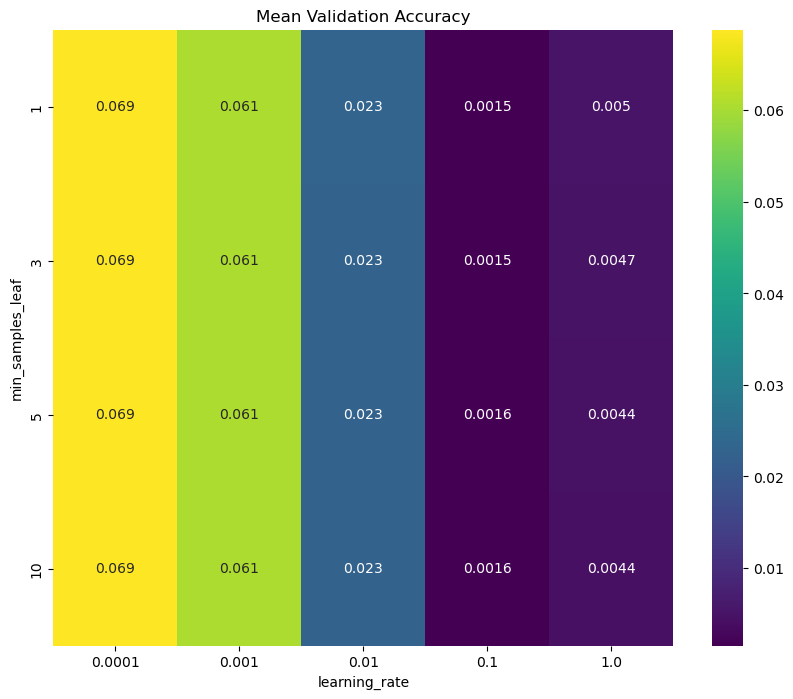 Mean Validation Accuracy
min_samples_leaf
1 0.069 0.061 0.023 0.0015 0.005
3 0.069 0.061 0.023 0.0015 0.0047
5 0.069 0.061 0.023 0.0016 0.0044
10 0.069 0.061 0.023 0.0016 0.0044
0.0001 0.001 0.01 0.1 1.0
learning_rate
0.06
0.05
0.04
0.03
0.02
0.01